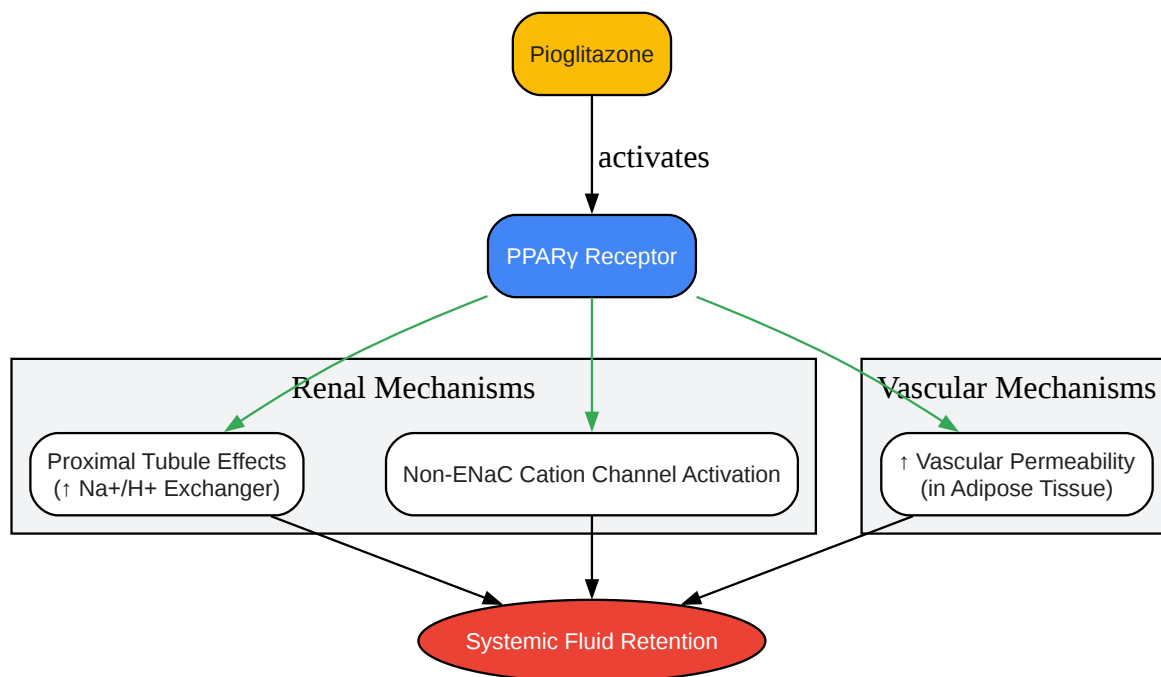 Pioglitazone
activates
PPARγ Receptor
Renal Mechanisms
Vascular Mechanisms
Proximal Tubule Effects
(↑ Na+/H+ Exchanger)
Non-ENaC Cation Channel Activation
↑ Vascular Permeability
(in Adipose Tissue)
Systemic Fluid Retention